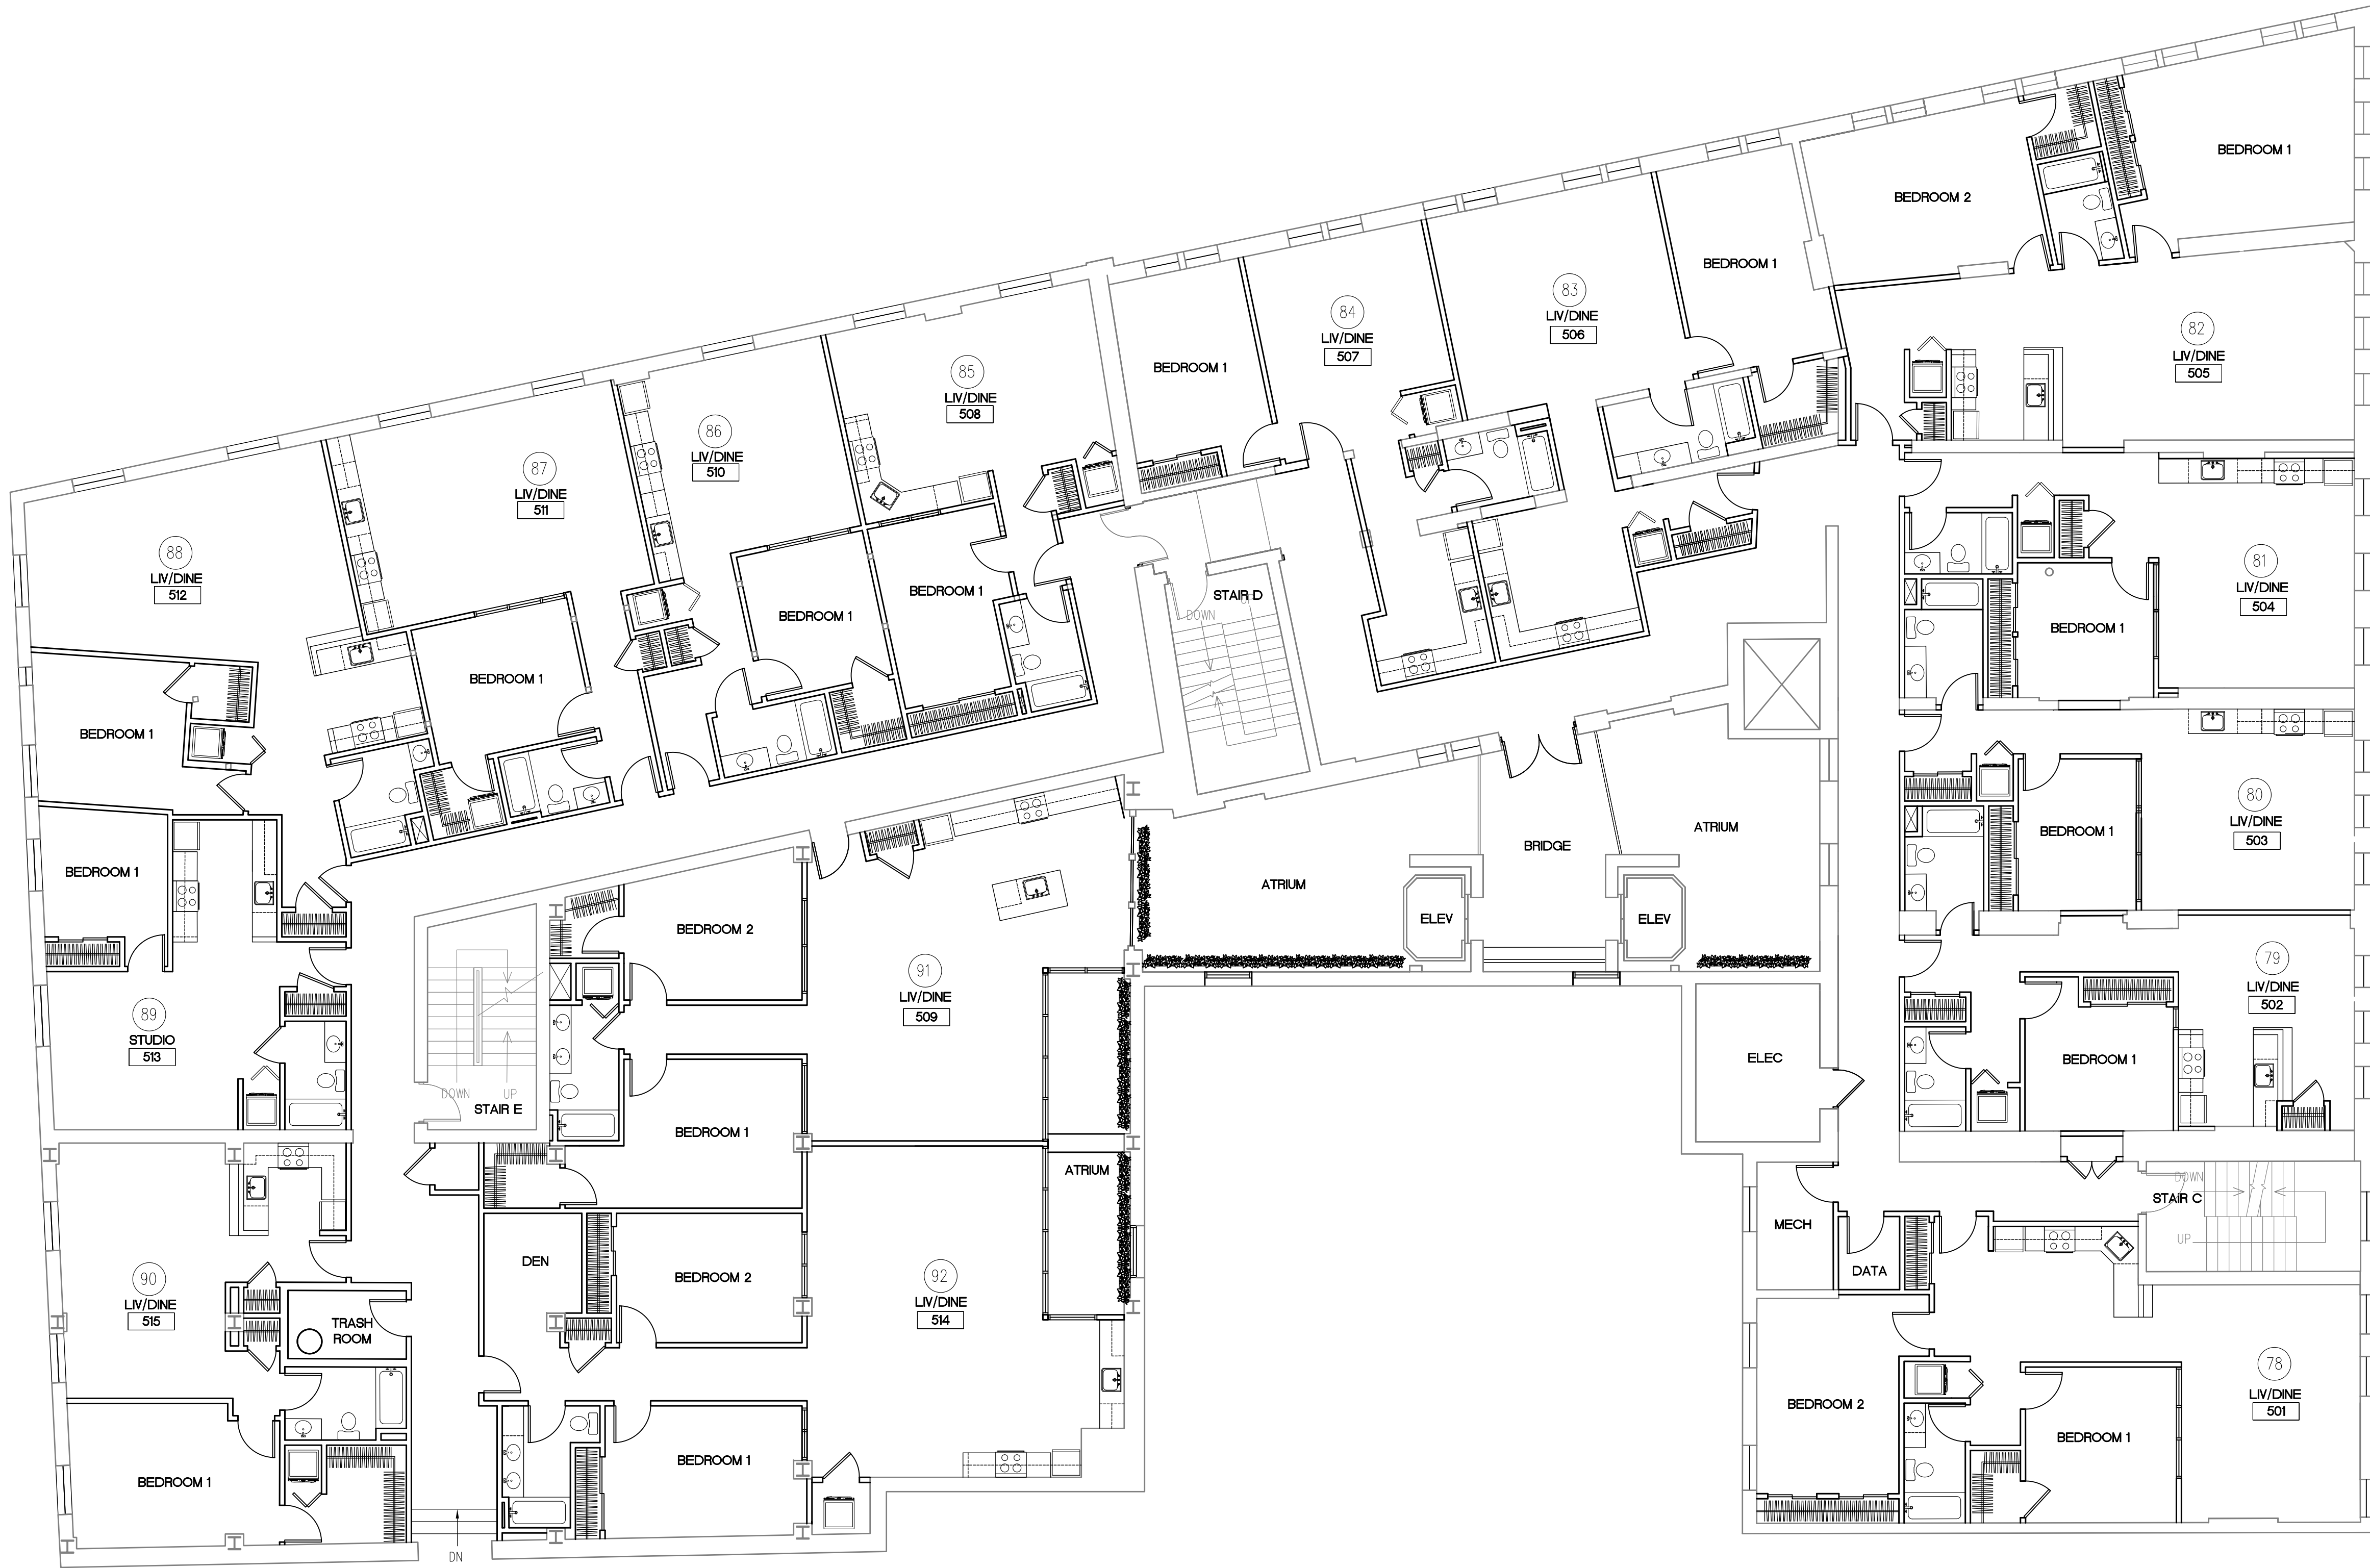 BEDROOM 1
BEDROOM 2
BEDROOM 1
83
LIV/DINE
506
84
LIV/DINE
507
82
LIV/DINE
505
BEDROOM 1
85
LIV/DINE
508
86
LIV/DINE
510
87
LIV/DINE
511
88
LIV/DINE
512
81
LIV/DINE
504
BEDROOM 1
BEDROOM 1
BEDROOM 1
STAIR D
UP
DOWN
BEDROOM 1
BEDROOM 1
BEDROOM 1
80
LIV/DINE
503
BEDROOM 1
ATRIUM
BRIDGE
ATRIUM
ELEV
ELEV
BEDROOM 1
BEDROOM 2
91
LIV/DINE
509
79
LIV/DINE
502
89
STUDIO
513
ELEC
BEDROOM 1
DOWN
UP
STAIR E
BEDROOM 1
ATRIUM
DOWN
STAIR C
UP
MECH
DATA
DEN
BEDROOM 2
92
LIV/DINE
514
90
LIV/DINE
515
TRASH
ROOM
78
LIV/DINE
501
BEDROOM 2
BEDROOM 1
BEDROOM 1
BEDROOM 1
DN